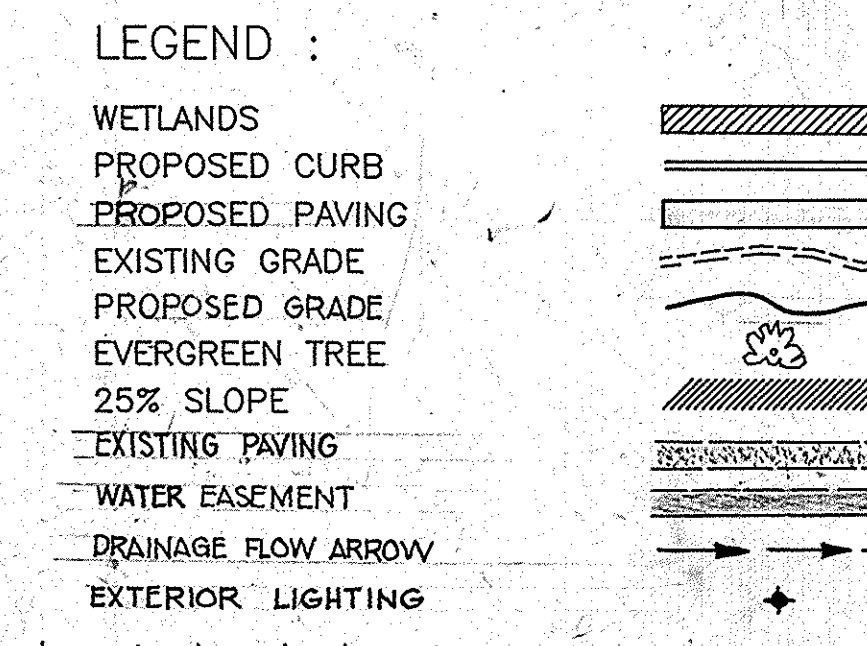 LEGEND :
WETLANDS
PROPOSED CURB
PROPOSED PAVING
EXISTING GRADE
PROPOSED GRADE
EVERGREEN TREE
25% SLOPE
EXISTING PAVING
WATER EASEMENT
DRAINAGE FLOW ARROW
EXTERIOR LIGHTING